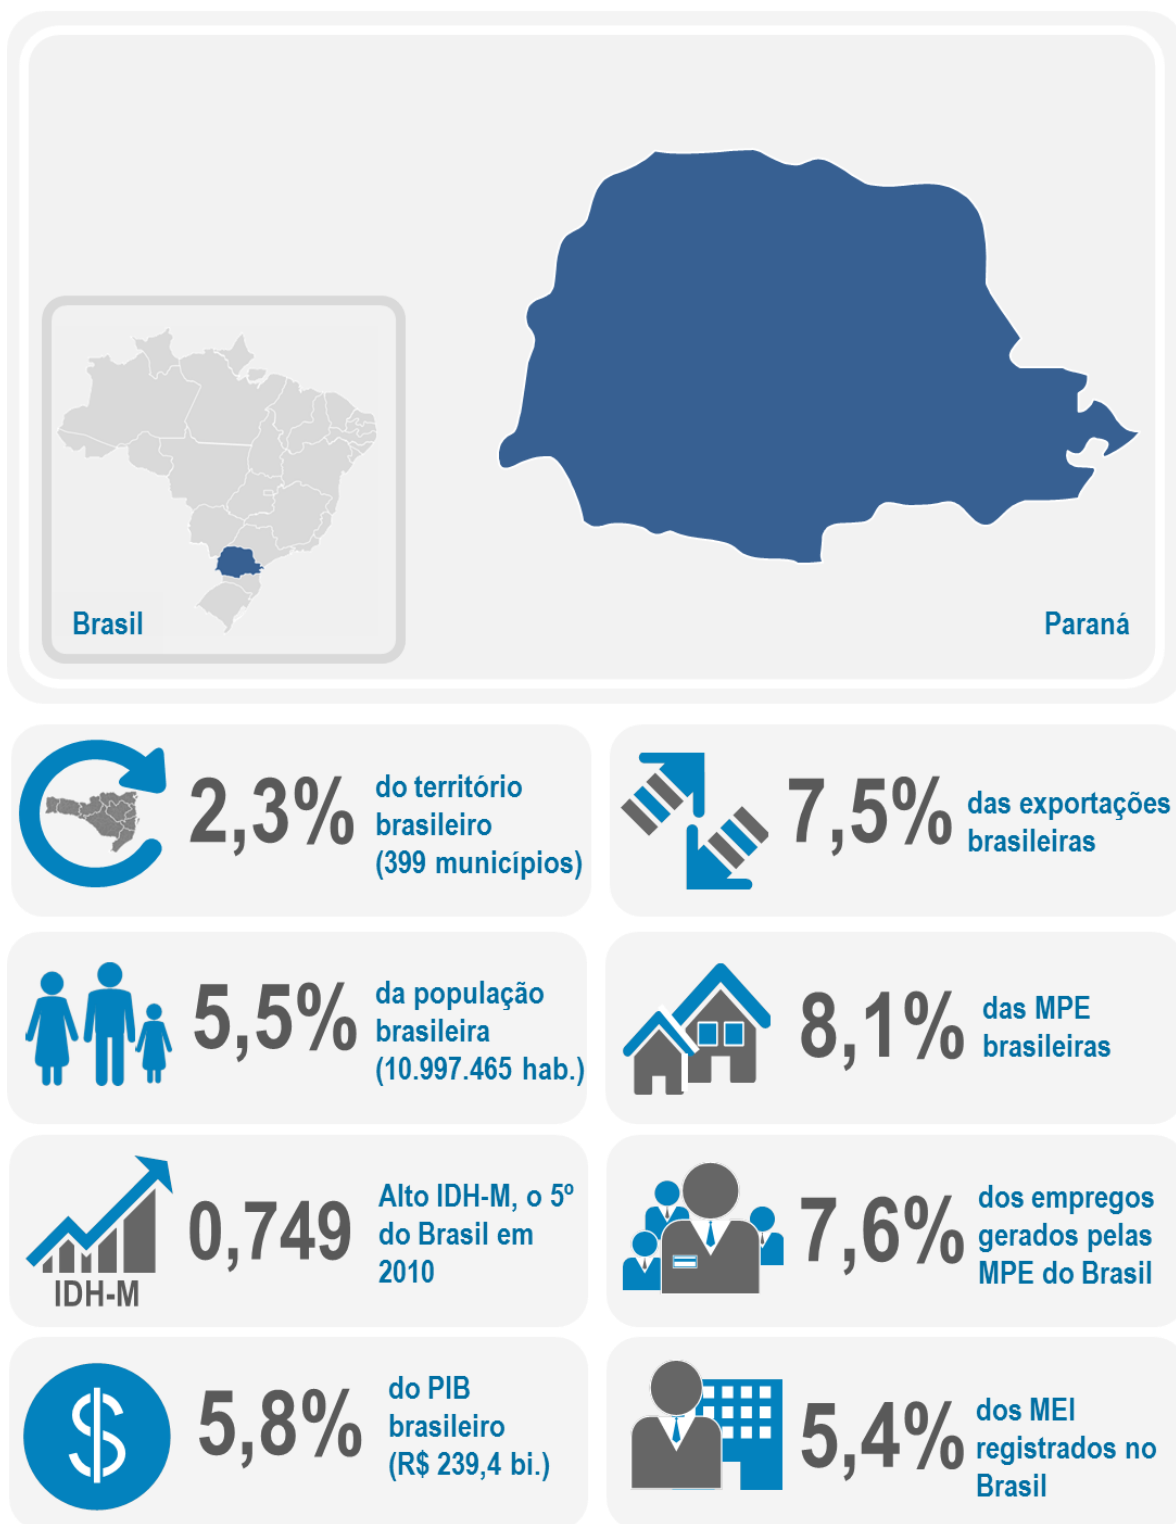 Brasil
Paraná
2,3%
do território
brasileiro
(399 municípios)
7,5%
das exportações
brasileiras
5,5%
da população
brasileira
(10.997.465 hab.)
8,1%
das MPE
brasileiras
IDH-M
0,749
Alto IDH-M, o 5º
do Brasil em
2010
7,6%
dos empregos
gerados pelas
MPE do Brasil
$
5,8%
do PIB
brasileiro
(R$ 239,4 bi.)
5,4%
dos MEI
registrados no
Brasil